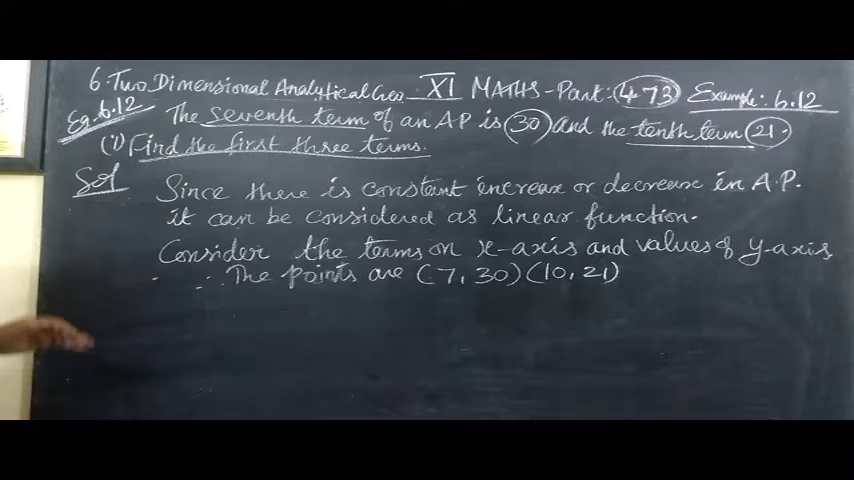 6. Two Dimensional Analytical Geo XI MATHS - Part: (473) Example: 6.12
Eg. 6.12 The seventh term of an AP is 30 and the tenth term 21.
(i) Find the first three terms.
Sol Since there is constant increase or decrease in A.P.
it can be considered as linear function.
Consider the terms on x-axis and values of y-axis
∴ The points are (7, 30) (10, 21)